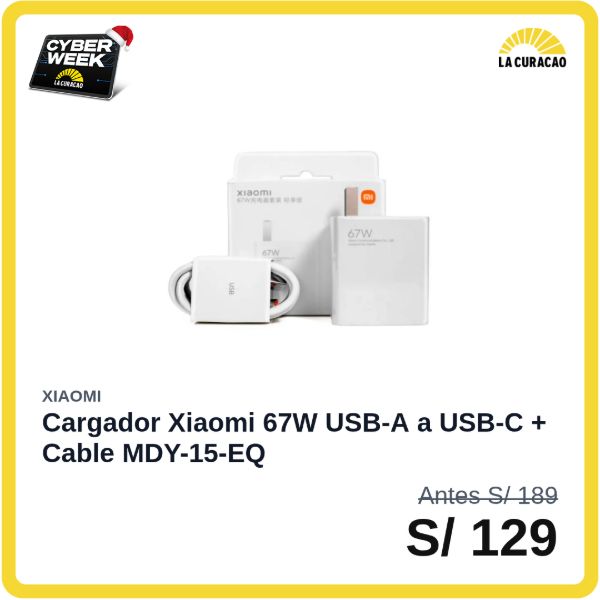 CYBER
WEEK
LA CURACAO
LA CURACAO
xiaomi
67W
67W
USB
XIAOMI
Cargador Xiaomi 67W USB-A a USB-C +
Cable MDY-15-EQ
Antes S/ 189
S/ 129